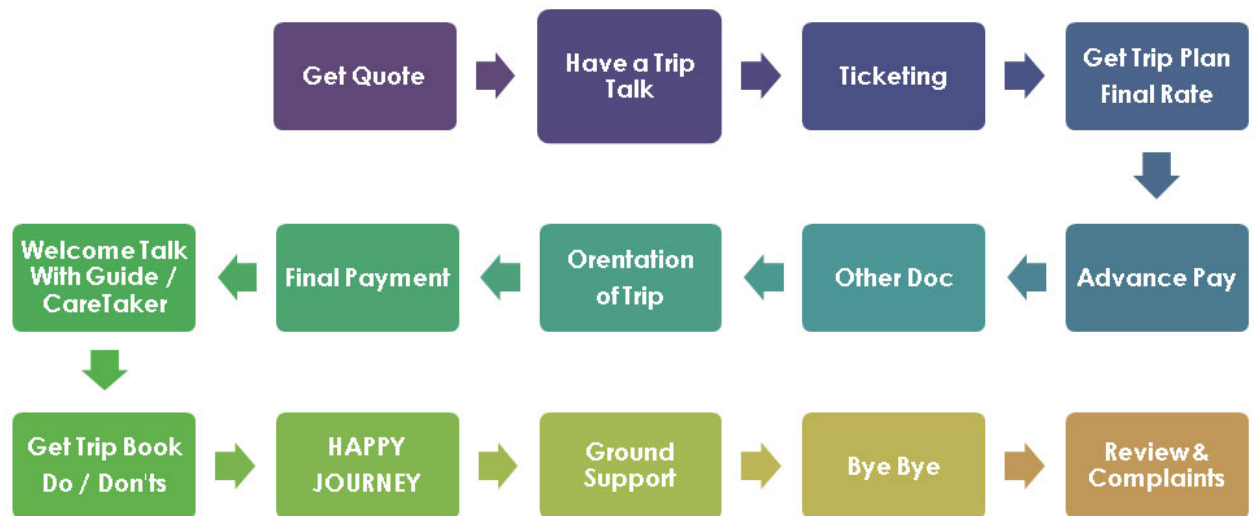 Get Quote
Have a Trip
Talk
Ticketing
Get Trip Plan
Final Rate
Advance Pay
Other Doc
Orentation
of Trip
Final Payment
Welcome Talk
With Guide /
CareTaker
Get Trip Book
Do / Don'ts
HAPPY
JOURNEY
Ground
Support
Bye Bye
Review &
Complaints